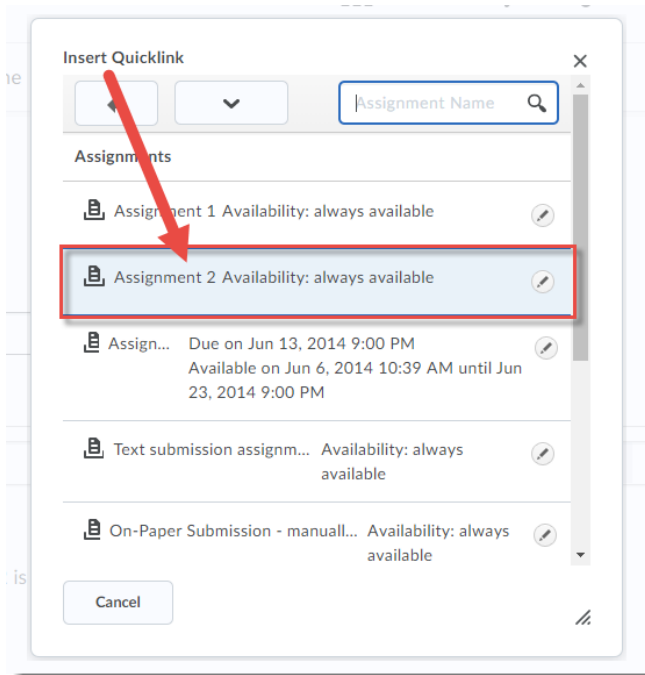 Insert Quicklink
Assignment Name
Assignments
Assignment 1 Availability: always available
Assignment 2 Availability: always available
Assign... Due on Jun 13, 2014 9:00 PM
Available on Jun 6, 2014 10:39 AM until Jun
23, 2014 9:00 PM
Text submission assignm... Availability: always
available
On-Paper Submission - manuall... Availability: always
available
is
Cancel